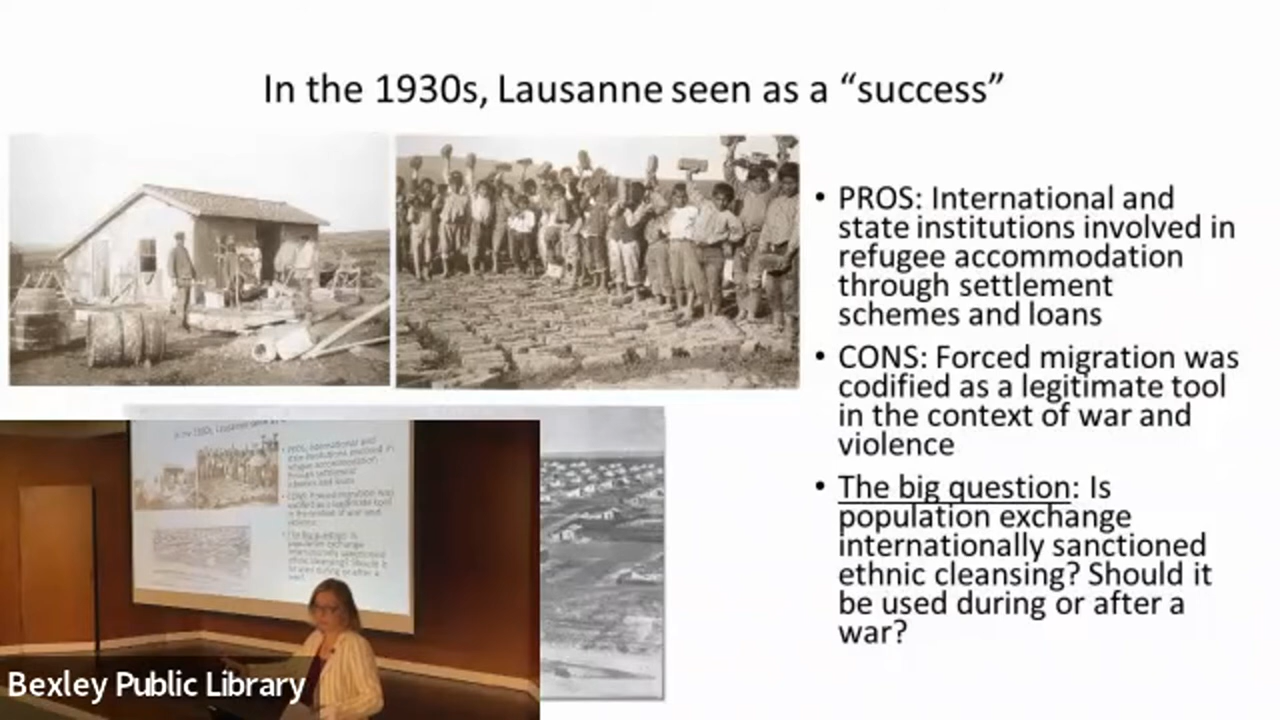 In the 1930s, Lausanne seen as a “success”
• PROS: International and
state institutions involved in
refugee accommodation
through settlement
schemes and loans
• CONS: Forced migration was
codified as a legitimate tool
in the context of war and
violence
• The big question: Is
population exchange
internationally sanctioned
ethnic cleansing? Should it
be used during or after a
war?
Bexley Public Library